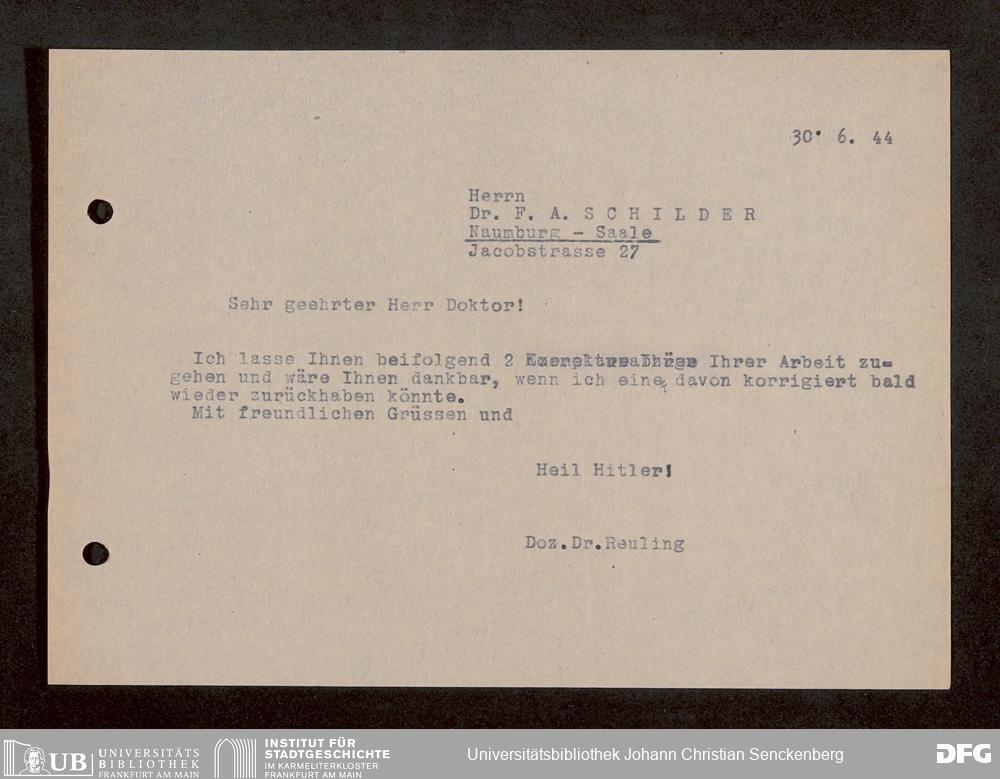 30. 6. 44
Herrn
Dr. F. A. S C H I L D E R
Naumburg - Saale
Jacobstrasse 27
Sehr geehrter Herr Doktor!
Ich lasse Ihnen beifolgend 2 Ihrer Arbeit zu-
gehen und wäre Ihnen dankbar, wenn ich eine davon korrigiert bald
wieder zurückhaben könnte.
Mit freundlichen Grüssen und
Heil Hitler!
Doz.Dr.Reuling
UB UNIVERSITÄTS
BIBLIOTHEK
FRANKFURT AM MAIN
INSTITUT FÜR
STADTGESCHICHTE
IM KARMELITERKLOSTER
FRANKFURT AM MAIN
Universitätsbibliothek Johann Christian Senckenberg
DFG